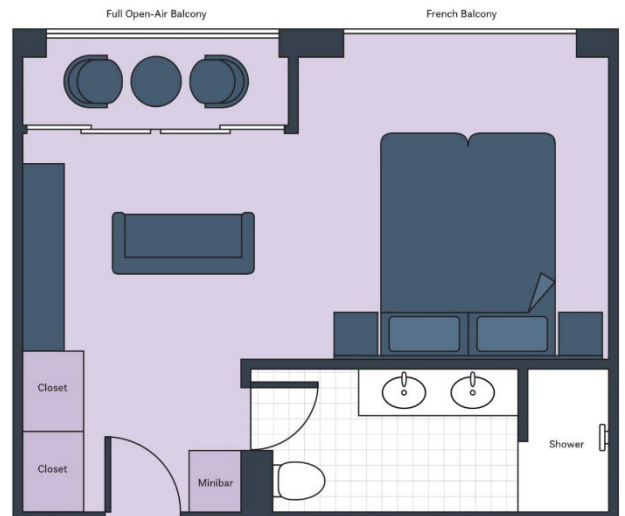 Full Open-Air Balcony
French Balcony
Closet
Closet
Minibar
Shower